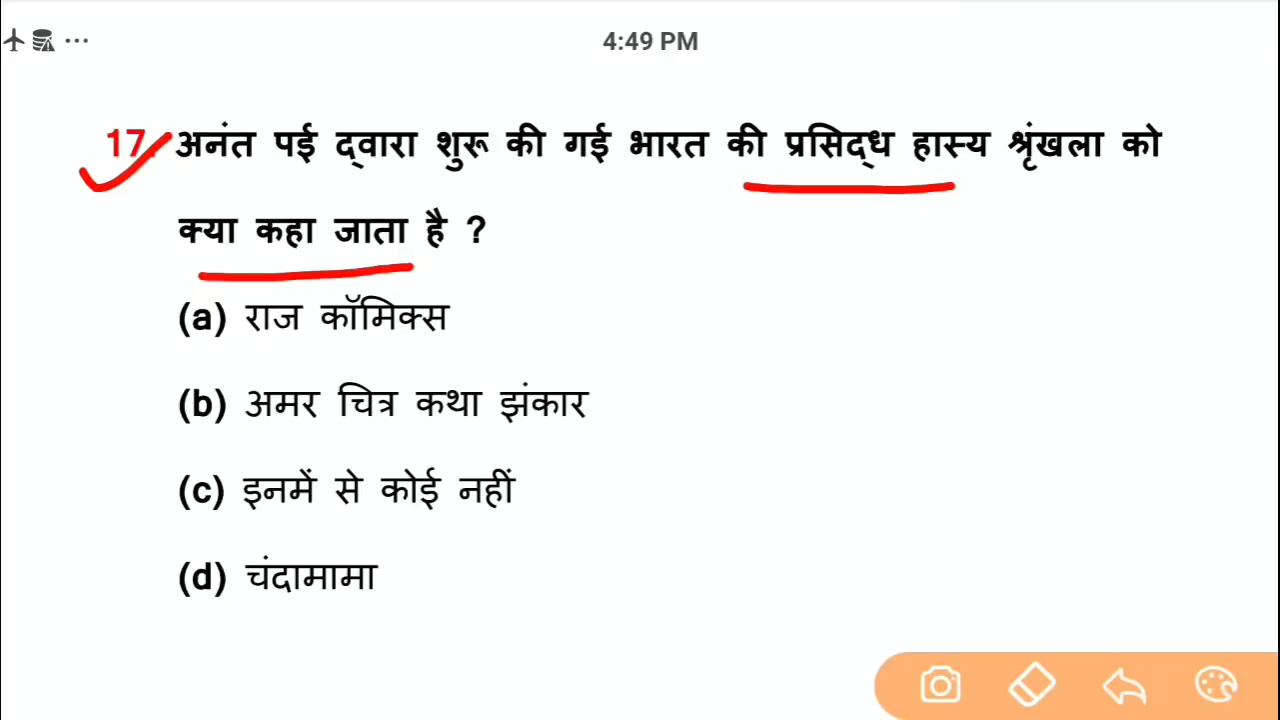 4:49 PM
17. अनंत पई द्वारा शुरू की गई भारत की प्रसिद्ध हास्य श्रृंखला को
क्या कहा जाता है ?
(a) राज कॉमिक्स
(b) अमर चित्र कथा झंकार
(c) इनमें से कोई नहीं
(d) चंदामामा